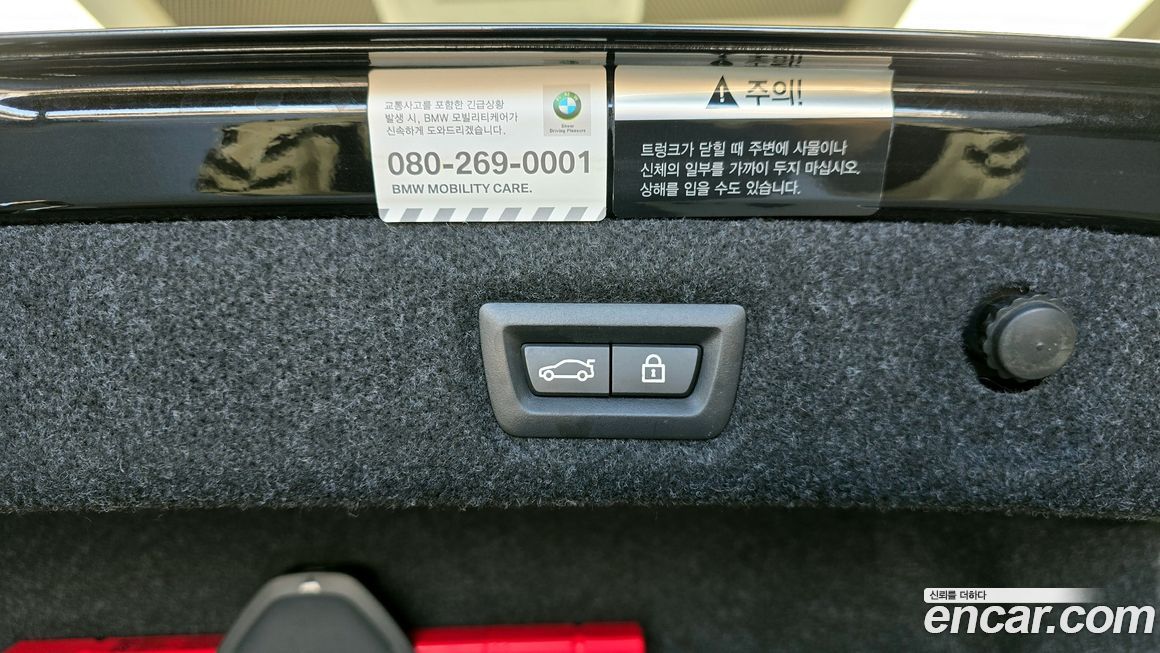 교통사고를 포함한 긴급상황
발생 시, BMW 모빌리티케어가
신속하게 도와드리겠습니다.
Sheer
Driving Pleasure
080-269-0001
BMW MOBILITY CARE.
주의!
트렁크가 닫힐 때 주변에 사물이나
신체의 일부를 가까이 두지 마십시오.
상해를 입을 수도 있습니다.
신뢰를 더하다
encar.com